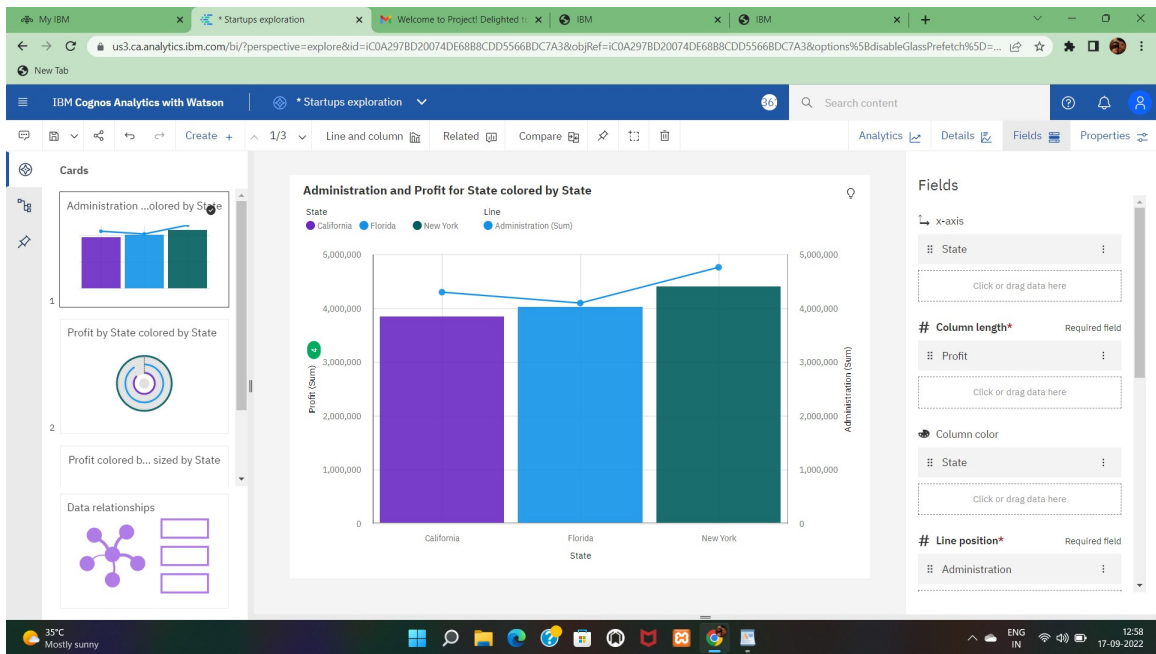 My IBM
* Startups exploration
Welcome to Project! Delighted to
IBM
IBM
us3.ca.analytics.ibm.com/bi/?perspective=explore&id=iC0A297BD20074DE68B8CDD5566BDC7A3&objRef=iC0A297BD20074DE68B8CDD5566BDC7A3&options%5BdisableGlassPrefetch%5D=...
New Tab
IBM Cognos Analytics with Watson
* Startups exploration
Search content
Create +
1/3
Line and column
Related
Compare
Analytics
Details
Fields
Properties
Cards
Administration ...olored by State
1
Profit by State colored by State
2
Profit colored b... sized by State
Data relationships
Administration and Profit for State colored by State
State
Line
California
Florida
New York
Administration (Sum)
5,000,000
4,000,000
3,000,000
2,000,000
1,000,000
0
Profit (Sum)
4
5,000,000
4,000,000
3,000,000
2,000,000
1,000,000
0
Administration (Sum)
California
Florida
New York
State
Fields
x-axis
State
Click or drag data here
# Column length*
Required field
Profit
Click or drag data here
Column color
State
Click or drag data here
# Line position*
Required field
Administration
35°C
Mostly sunny
ENG
IN
12:58
17-09-2022